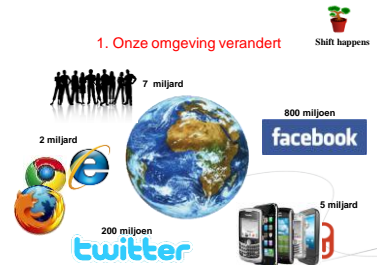 1. Onze omgeving verandert
Shift happens
7 miljard
800 miljoen
facebook
2 miljard
5 miljard
200 miljoen
twitter